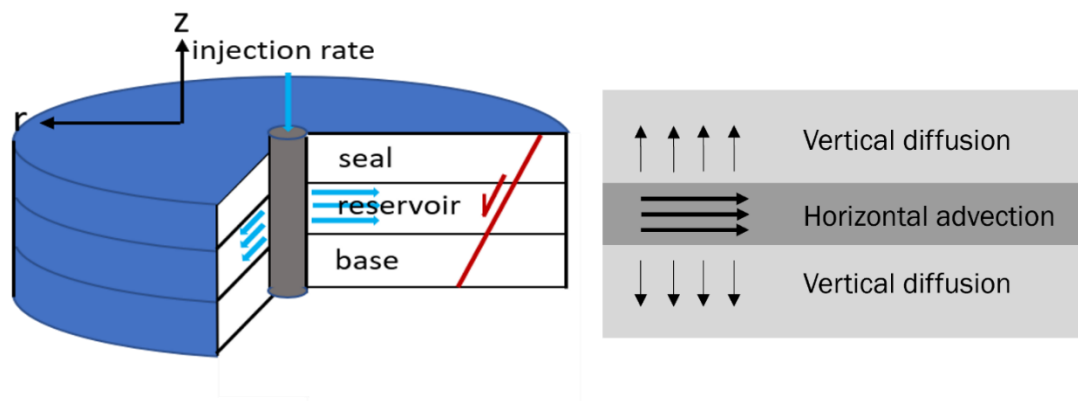 z
injection rate
r
seal
reservoir
base
Vertical diffusion
Horizontal advection
Vertical diffusion